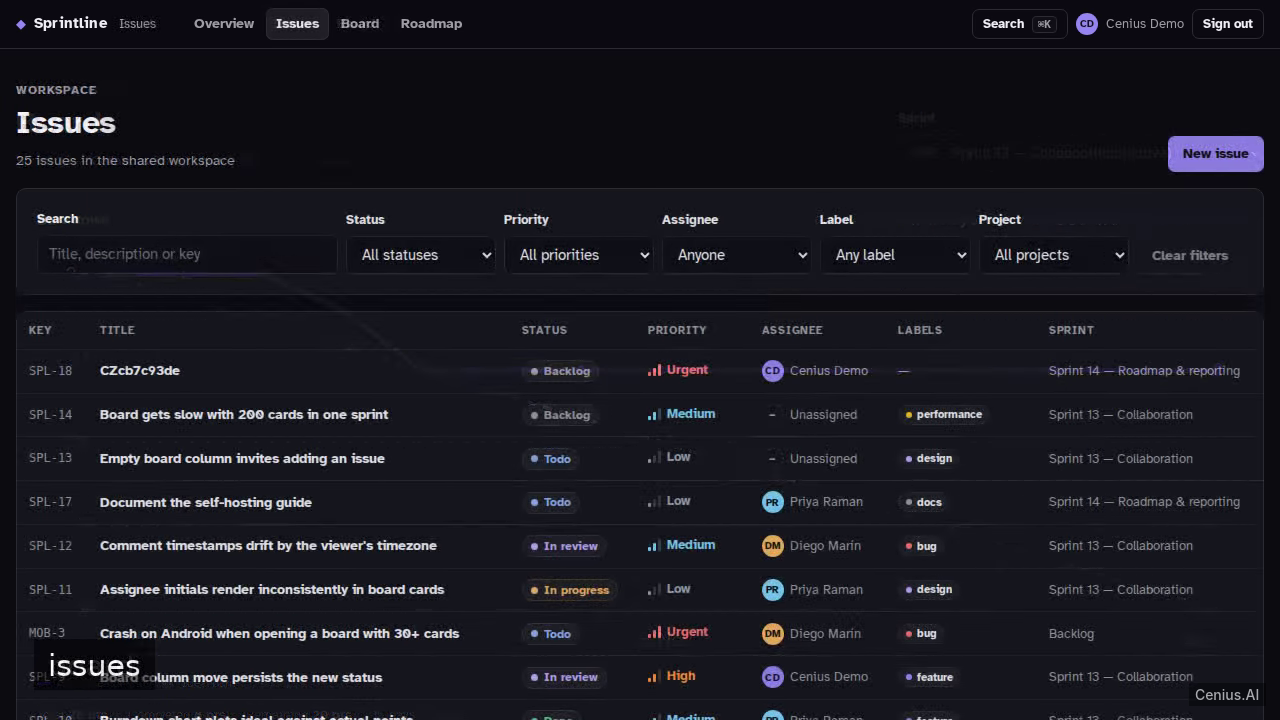 Sprintline Issues Overview Issues Board Roadmap Search ⌘K CD Cenius Demo Sign out
WORKSPACE
Issues
25 issues in the shared workspace
New issue
Search Status Priority Assignee Label Project
Title, description or key All statuses All priorities Anyone Any label All projects Clear filters
KEY TITLE STATUS PRIORITY ASSIGNEE LABELS SPRINT
SPL-18 CZcb7c93de Backlog Urgent CD Cenius Demo — Sprint 14 — Roadmap & reporting
SPL-14 Board gets slow with 200 cards in one sprint Backlog Medium – Unassigned performance Sprint 13 — Collaboration
SPL-13 Empty board column invites adding an issue Todo Low – Unassigned design Sprint 13 — Collaboration
SPL-17 Document the self-hosting guide Todo Low PR Priya Raman docs Sprint 14 — Roadmap & reporting
SPL-12 Comment timestamps drift by the viewer's timezone In review Medium DM Diego Marín bug Sprint 13 — Collaboration
SPL-11 Assignee initials render inconsistently in board cards In progress Low PR Priya Raman design Sprint 13 — Collaboration
MOB-3 Crash on Android when opening a board with 30+ cards Todo Urgent DM Diego Marín bug Backlog
SPL-9 Board column move persists the new status In review High CD Cenius Demo feature Sprint 13 — Collaboration
issues
Cenius.AI